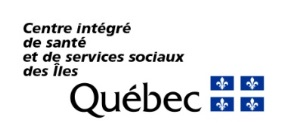 Centre intégré
de santé
et de services sociaux
des Îles
Québec